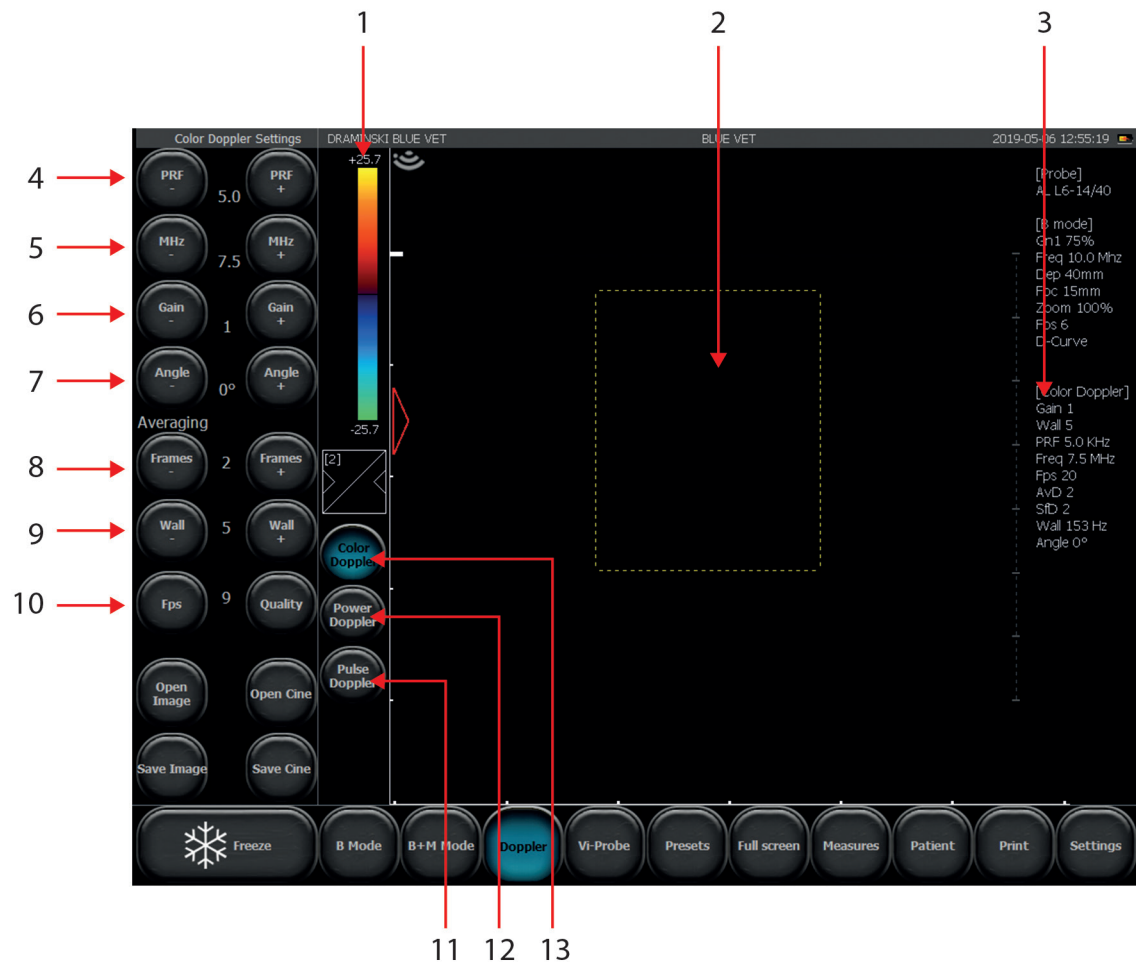 1
2
3
Color Doppler Settings
DRAMINSKI BLUE VET
BLUE VET
2019-05-06 12:55:19
4
PRF
-
5.0
PRF
+
5
MHz
-
7.5
MHz
+
6
Gain
-
1
Gain
+
7
Angle
-
0°
Angle
+
Averaging
8
Frames
-
2
Frames
+
9
Wall
-
5
Wall
+
10
Fps
9
Quality
Open
Image
Open Cine
Save Image
Save Cine
+25.7
-25.7
[2]
Color
Doppler
Power
Doppler
Pulse
Doppler
[Probe]
AL L6-14/40
[B mode]
Gn1 75%
Freq 10.0 Mhz
Dep 40mm
Foc 15mm
Zoom 100%
Fps 6
D-Curve
[Color Doppler]
Gain 1
Wall 5
PRF 5.0 KHz
Freq 7.5 MHz
Fps 20
AvD 2
SfD 2
Wall 153 Hz
Angle 0°
Freeze
B Mode
B+M Mode
Doppler
Vi-Probe
Presets
Full screen
Measures
Patient
Print
Settings
11
12
13